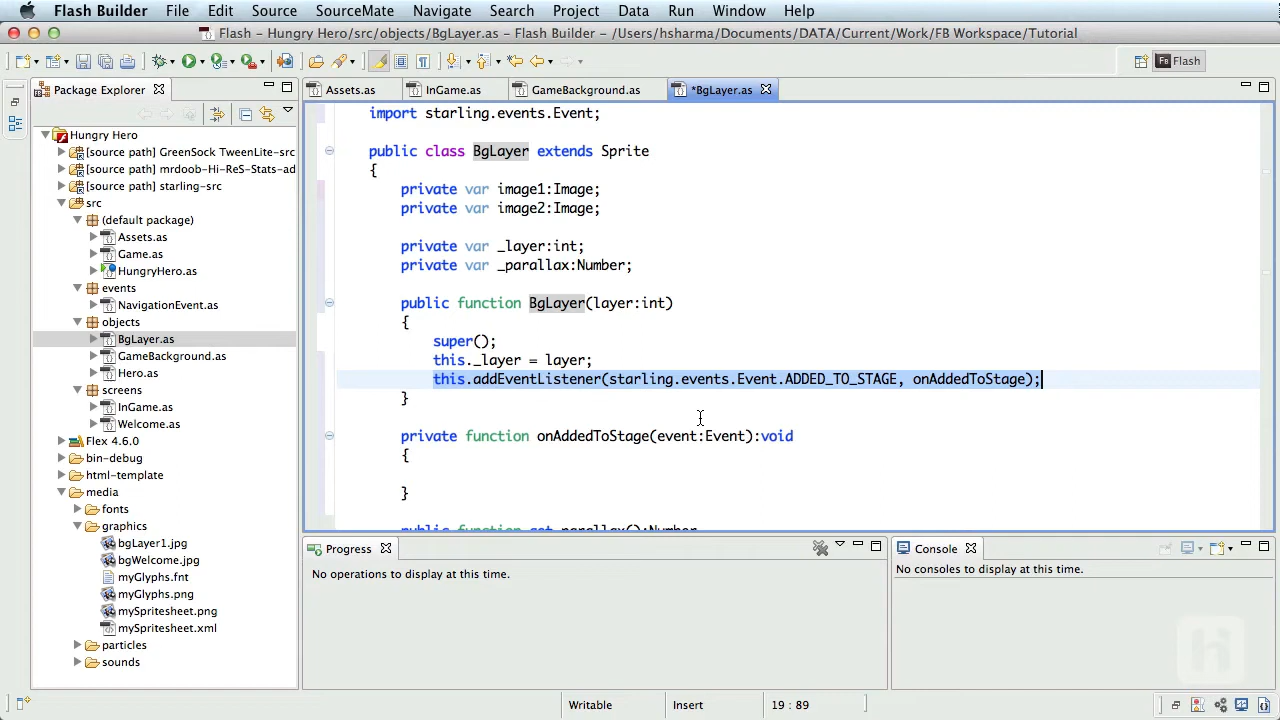 Flash Builder File Edit Source SourceMate Navigate Search Project Data Run Window Help
Flash - Hungry Hero/src/objects/BgLayer.as - Flash Builder - /Users/hsharma/Documents/DATA/Current/Work/FB Workspace/Tutorial
Fb Flash
Package Explorer
Assets.as InGame.as GameBackground.as *BgLayer.as
Hungry Hero
[source path] GreenSock TweenLite-src
[source path] mrdoob-Hi-ReS-Stats-ad
[source path] starling-src
src
(default package)
Assets.as
Game.as
HungryHero.as
events
NavigationEvent.as
objects
BgLayer.as
GameBackground.as
Hero.as
screens
InGame.as
Welcome.as
Flex 4.6.0
bin-debug
html-template
media
fonts
graphics
bgLayer1.jpg
bgWelcome.jpg
myGlyphs.fnt
myGlyphs.png
mySpritesheet.png
mySpritesheet.xml
particles
sounds
import starling.events.Event;
public class BgLayer extends Sprite
{
private var image1:Image;
private var image2:Image;
private var _layer:int;
private var _parallax:Number;
public function BgLayer(layer:int)
{
super();
this._layer = layer;
this.addEventListener(starling.events.Event.ADDED_TO_STAGE, onAddedToStage);
}
private function onAddedToStage(event:Event):void
{
}
public function get parallax():Number
Progress
No operations to display at this time.
Console
No consoles to display at this time.
h
Writable Insert 19 : 89